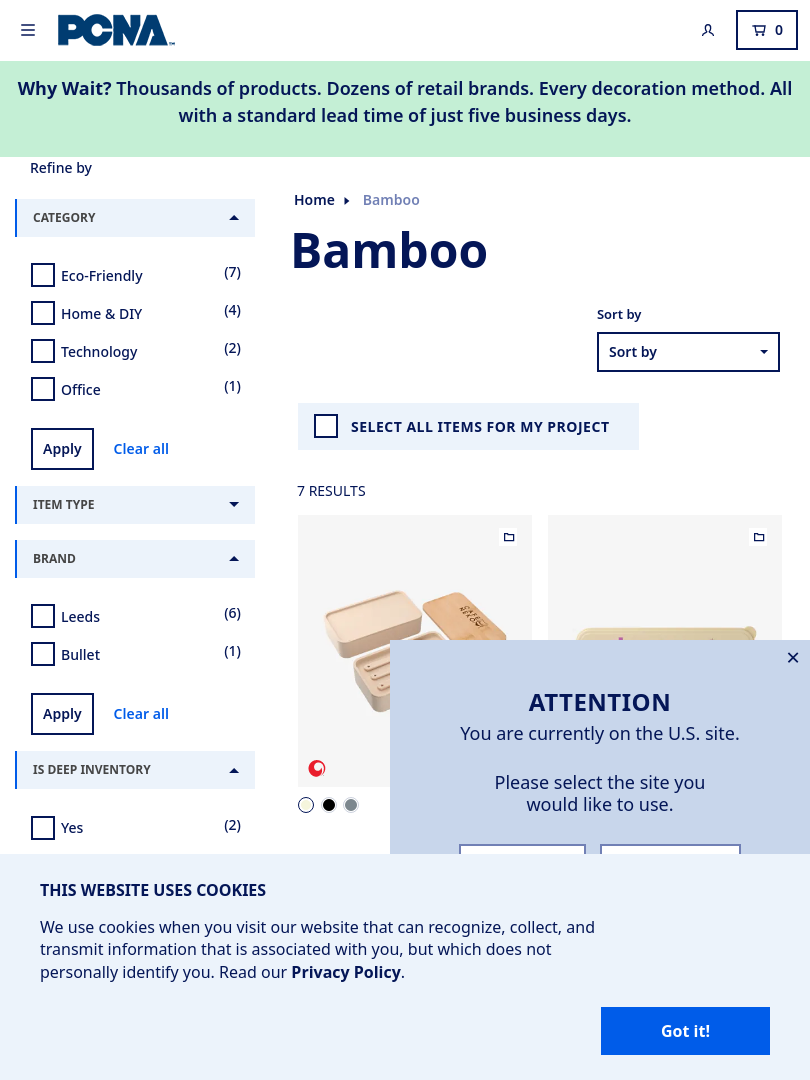 PCNA
0
Why Wait? Thousands of products. Dozens of retail brands. Every decoration method. All
with a standard lead time of just five business days.
Refine by
CATEGORY
Eco-Friendly (7)
Home & DIY (4)
Technology (2)
Office (1)
Apply Clear all
ITEM TYPE
BRAND
Leeds (6)
Bullet (1)
Apply Clear all
IS DEEP INVENTORY
Yes (2)
Home Bamboo
Bamboo
Sort by
Sort by
SELECT ALL ITEMS FOR MY PROJECT
7 RESULTS
ATTENTION
You are currently on the U.S. site.
Please select the site you
would like to use.
THIS WEBSITE USES COOKIES
We use cookies when you visit our website that can recognize, collect, and
transmit information that is associated with you, but which does not
personally identify you. Read our Privacy Policy.
Got it!